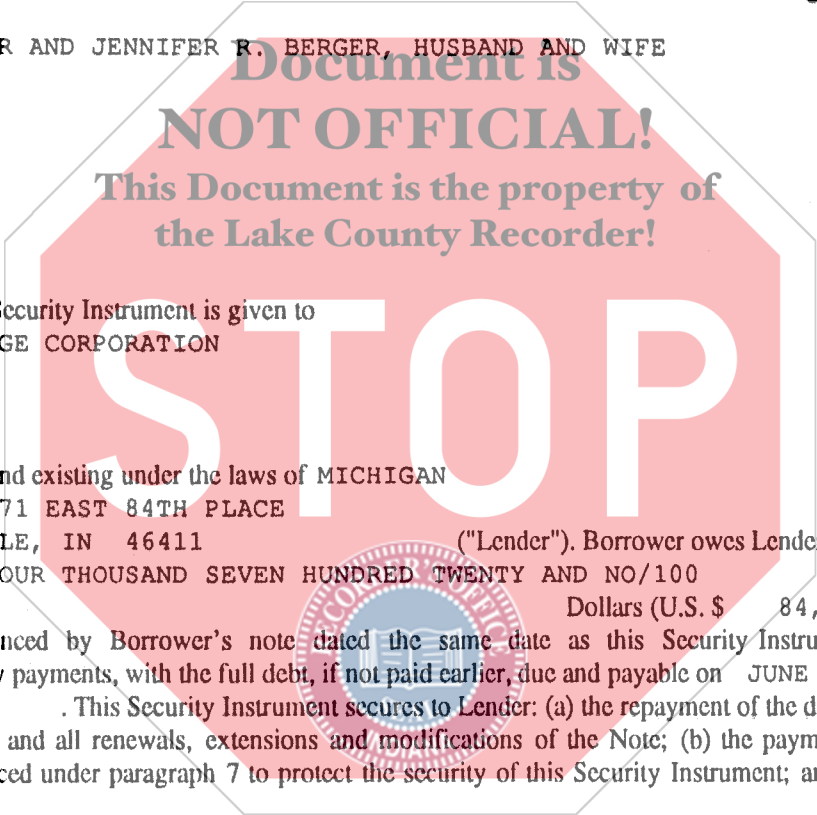 R AND JENNIFER R. BERGER, HUSBAND AND WIFE
Document is
NOT OFFICIAL!
This Document is the property of
the Lake County Recorder!
Security Instrument is given to
GE CORPORATION
STOP
nd existing under the laws of MICHIGAN
71 EAST 84TH PLACE
LE, IN 46411 ("Lender"). Borrower owes Lende
OUR THOUSAND SEVEN HUNDRED TWENTY AND NO/100
Dollars (U.S. $ 84,
nced by Borrower's note dated the same date as this Security Instru
y payments, with the full debt, if not paid earlier, due and payable on JUNE
. This Security Instrument secures to Lender: (a) the repayment of the d
and all renewals, extensions and modifications of the Note; (b) the paym
ced under paragraph 7 to protect the security of this Security Instrument; an
RECORDER'S OFFICE
INDIANA